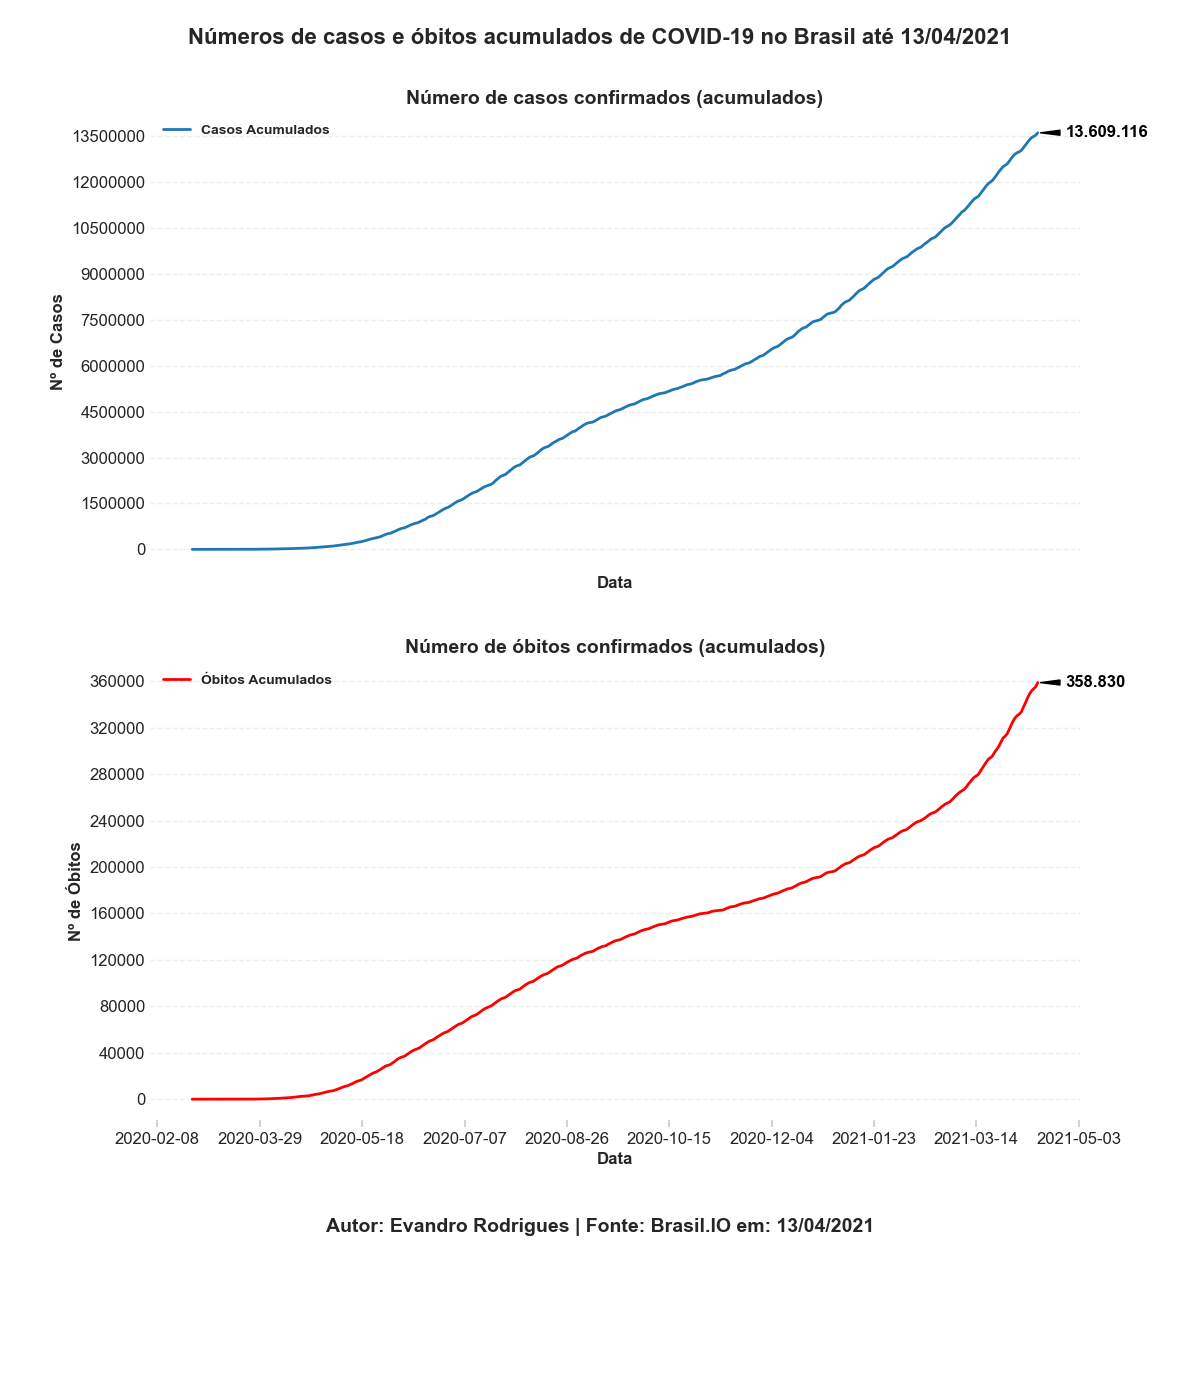 Números de casos e óbitos acumulados de COVID-19 no Brasil até 13/04/2021
Número de casos confirmados (acumulados)
Casos Acumulados
13.609.116
13500000
12000000
10500000
9000000
7500000
6000000
4500000
3000000
1500000
0
Nº de Casos
Data
Número de óbitos confirmados (acumulados)
Óbitos Acumulados
358.830
360000
320000
280000
240000
200000
160000
120000
80000
40000
0
Nº de Óbitos
2020-02-08 2020-03-29 2020-05-18 2020-07-07 2020-08-26 2020-10-15 2020-12-04 2021-01-23 2021-03-14 2021-05-03
Data
Autor: Evandro Rodrigues | Fonte: Brasil.IO em: 13/04/2021